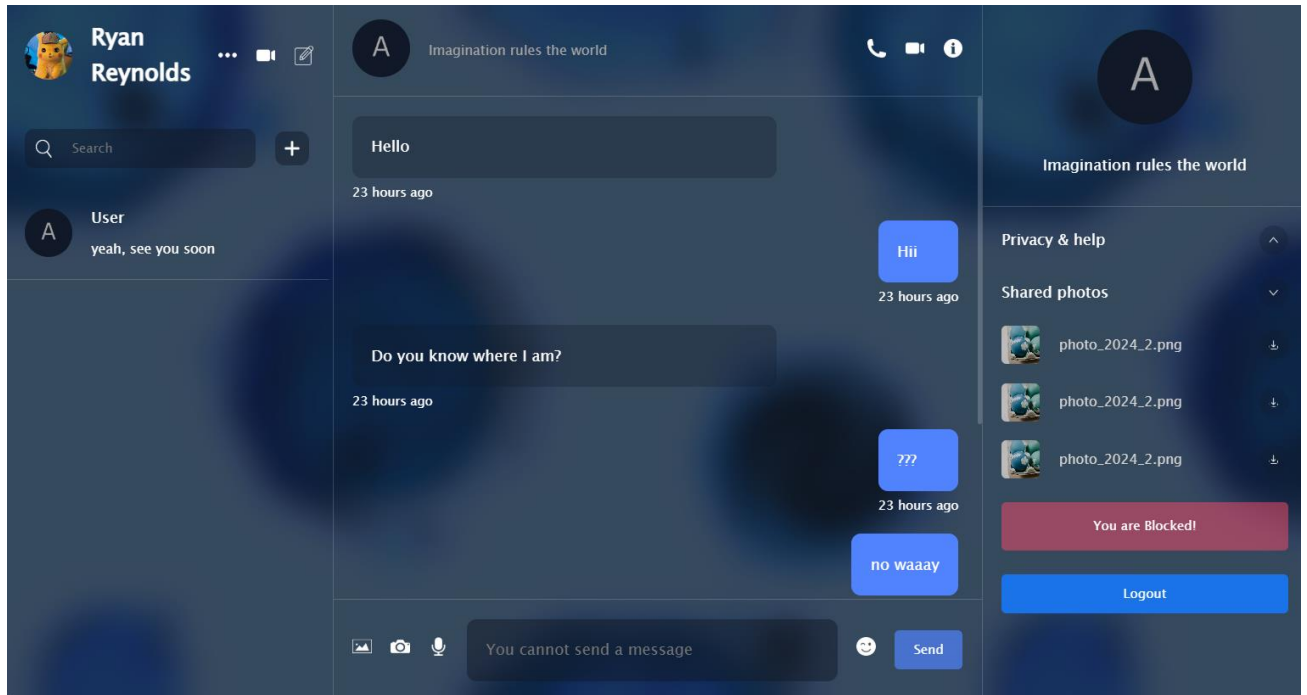 Ryan
Reynolds
Search
A
User
yeah, see you soon
A
Imagination rules the world
Hello
23 hours ago
Hii
23 hours ago
Do you know where I am?
23 hours ago
???
23 hours ago
no waaay
You cannot send a message
Send
A
Imagination rules the world
Privacy & help
Shared photos
photo_2024_2.png
photo_2024_2.png
photo_2024_2.png
You are Blocked!
Logout